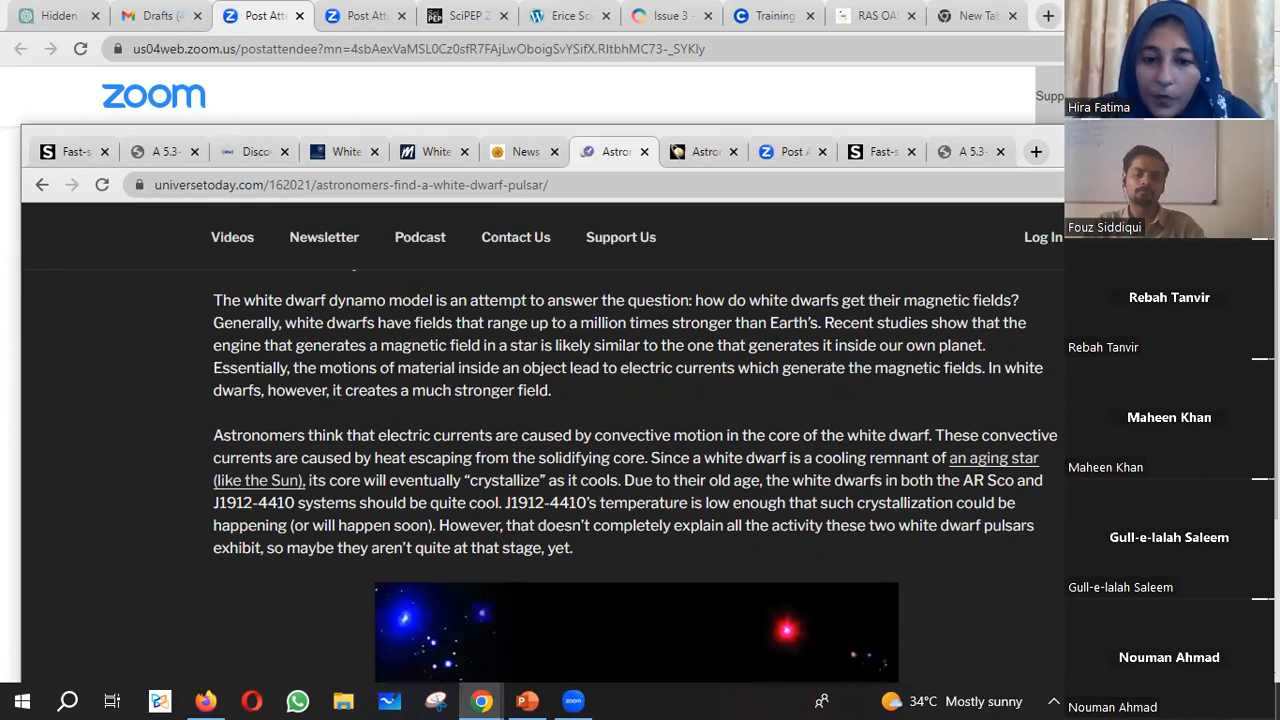 Hidden
Drafts (4
Post Atte
Post Att
SciPEP 2
Erice Sc
Issue 3 -
Training
RAS OA
New Tab
us04web.zoom.us/postattendee?mn=4sbAexVaMSL0Cz0sfR7FAjLwOboigSvYSifX.RItbhMC73-_SYKly
zoom
Supp
Fast-s
A 5.3-
Disco
White
White
News
Astror
Astro
Post A
Fast-s
A 5.3-
universetoday.com/162021/astronomers-find-a-white-dwarf-pulsar/
Videos
Newsletter
Podcast
Contact Us
Support Us
Log In
The white dwarf dynamo model is an attempt to answer the question: how do white dwarfs get their magnetic fields?
Generally, white dwarfs have fields that range up to a million times stronger than Earth's. Recent studies show that the
engine that generates a magnetic field in a star is likely similar to the one that generates it inside our own planet.
Essentially, the motions of material inside an object lead to electric currents which generate the magnetic fields. In white
dwarfs, however, it creates a much stronger field.
Astronomers think that electric currents are caused by convective motion in the core of the white dwarf. These convective
currents are caused by heat escaping from the solidifying core. Since a white dwarf is a cooling remnant of an aging star
(like the Sun), its core will eventually “crystallize” as it cools. Due to their old age, the white dwarfs in both the AR Sco and
J1912-4410 systems should be quite cool. J1912-4410's temperature is low enough that such crystallization could be
happening (or will happen soon). However, that doesn't completely explain all the activity these two white dwarf pulsars
exhibit, so maybe they aren't quite at that stage, yet.
Hira Fatima
Fouz Siddiqui
Rebah Tanvir
Rebah Tanvir
Maheen Khan
Maheen Khan
Gull-e-lalah Saleem
Gull-e-lalah Saleem
Nouman Ahmad
Nouman Ahmad
zoom
34°C Mostly sunny